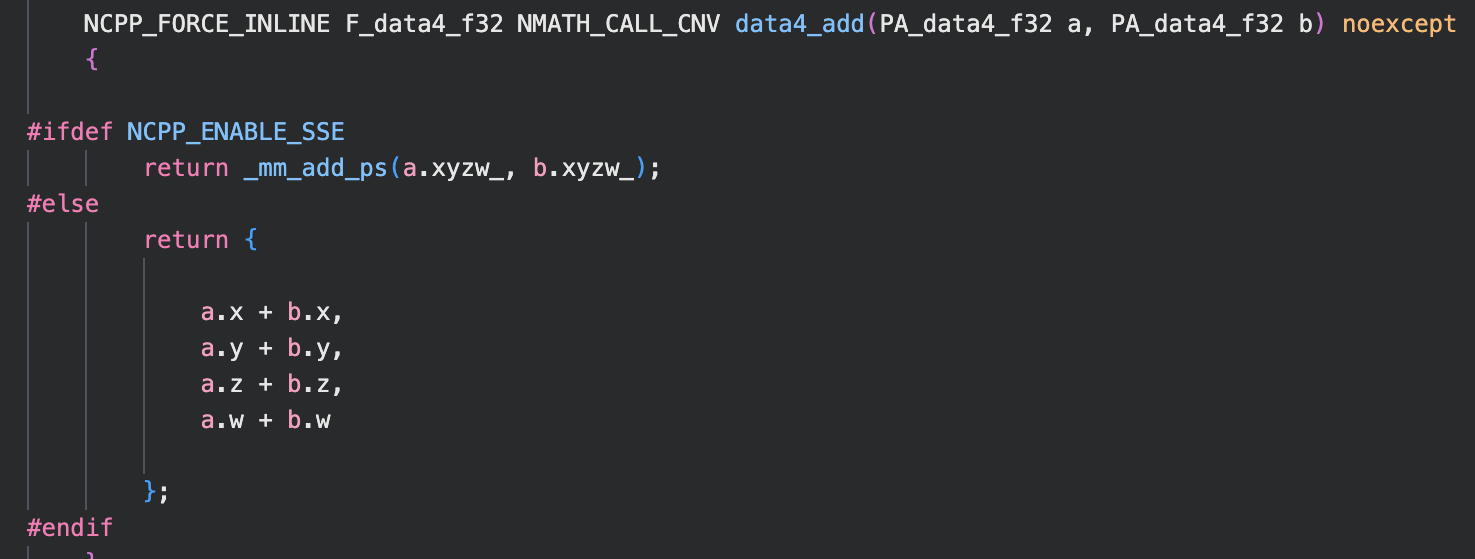 NCPP_FORCE_INLINE F_data4_f32 NMATH_CALL_CNV data4_add(PA_data4_f32 a, PA_data4_f32 b) noexcept
{
#ifdef NCPP_ENABLE_SSE
return _mm_add_ps(a.xyzw_, b.xyzw_);
#else
return {
a.x + b.x,
a.y + b.y,
a.z + b.z,
a.w + b.w
};
#endif
}